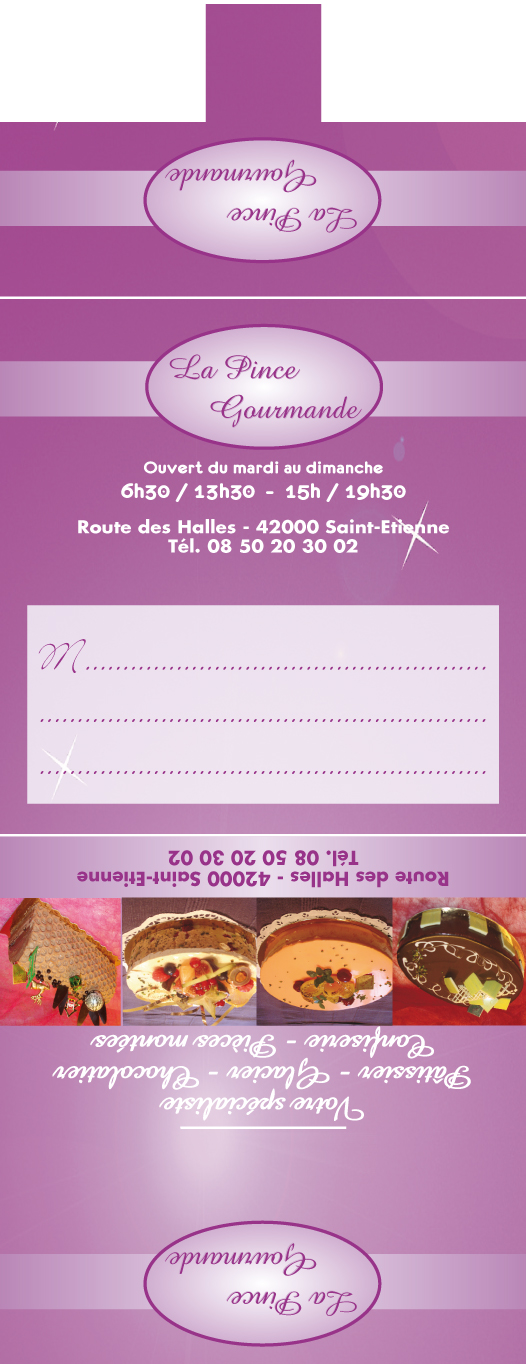 La Pince
Gourmande
La Pince
Gourmande
Ouvert du mardi au dimanche
6h30 / 13h30 - 15h / 19h30
Route des Halles - 42000 Saint-Etienne
Tél. 08 50 20 30 02
M
La Pince
Gourmande
Votre spécialiste
Pâtissier - Glacier - Chocolatier
Confiserie - Pièces montées
Route des Halles - 42000 Saint-Etienne
Tél. 08 50 20 30 02